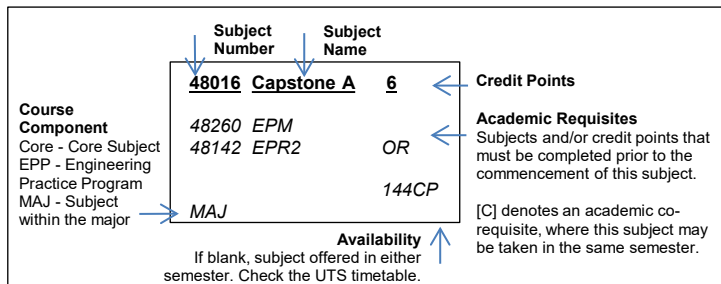 Subject Number
Subject Name
48016 Capstone A 6
Credit Points
48260 EPM
48142 EPR2 OR
144CP
MAJ
Course
Component
Core - Core Subject
EPP - Engineering
Practice Program
MAJ - Subject
within the major
Academic Requisites
Subjects and/or credit points that
must be completed prior to the
commencement of this subject.
[C] denotes an academic co-
requisite, where this subject may
be taken in the same semester.
Availability
If blank, subject offered in either
semester. Check the UTS timetable.